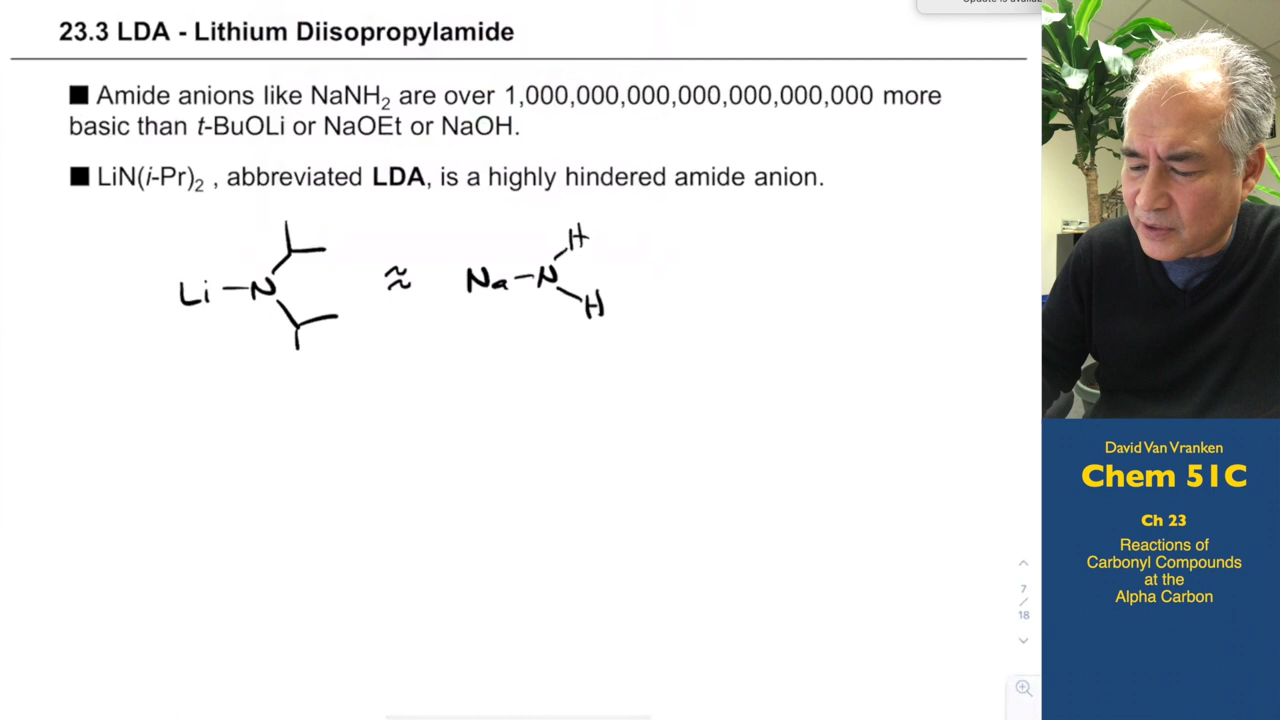 23.3 LDA - Lithium Diisopropylamide
■ Amide anions like NaNH₂ are over 1,000,000,000,000,000,000 more
basic than t-BuOLi or NaOEt or NaOH.
■ LiN(i-Pr)₂ , abbreviated LDA, is a highly hindered amide anion.
Li – N ≈ Na – N H H
David Van Vranken
Chem 51C
Ch 23
Reactions of
Carbonyl Compounds
at the
Alpha Carbon
7
/
18